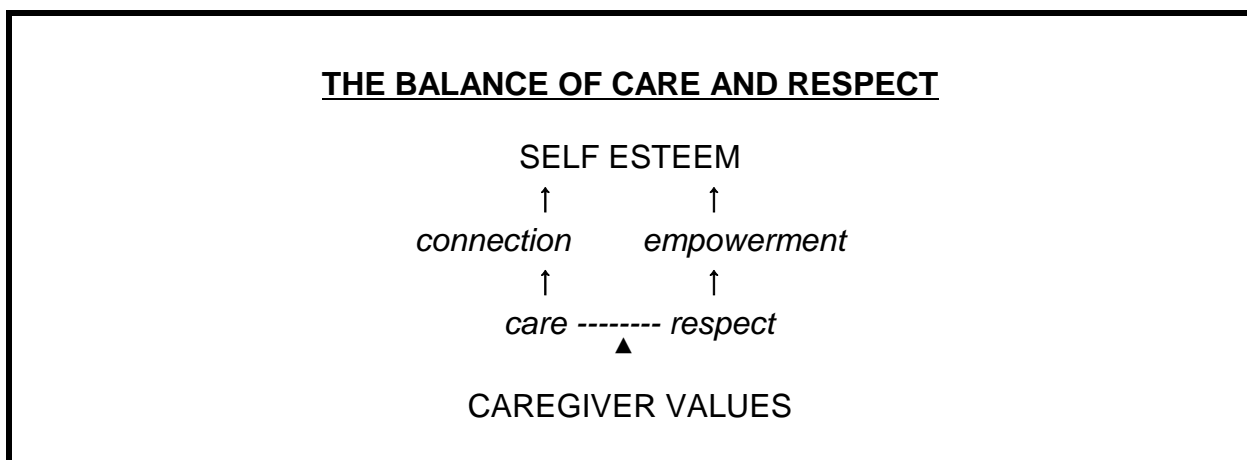 THE BALANCE OF CARE AND RESPECT
SELF ESTEEM
↑ ↑
connection empowerment
↑ ↑
care -------- respect
▲
CAREGIVER VALUES